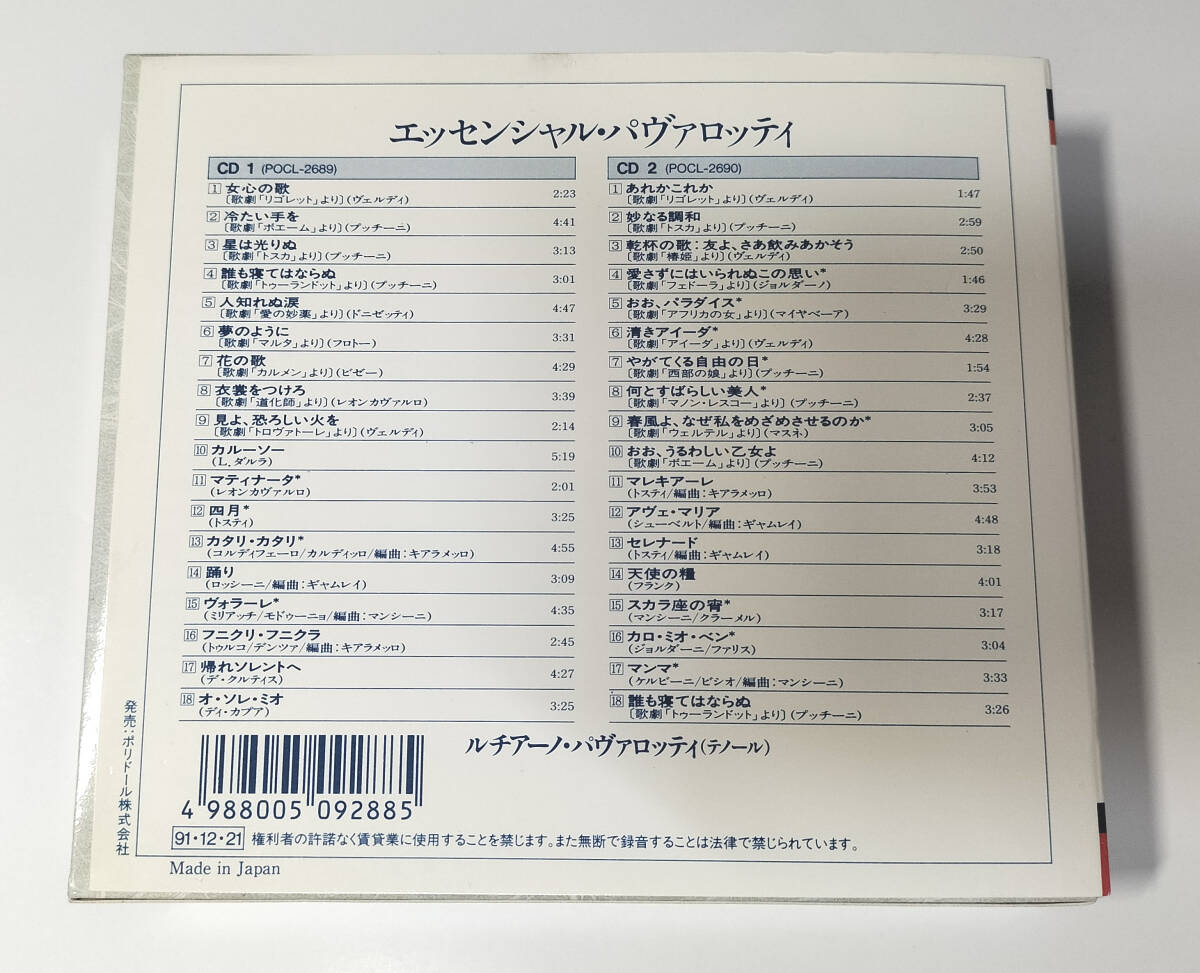 エッセンシャル・パヴァロッティ
CD 1 (POCL-2689)
1 女心の歌
〔歌劇「リゴレット」より〕(ヴェルディ) 2:23
2 冷たい手を
〔歌劇「ボエーム」より〕(プッチーニ) 4:41
3 星は光りぬ
〔歌劇「トスカ」より〕(プッチーニ) 3:13
4 誰も寝てはならぬ
〔歌劇「トゥーランドット」より〕(プッチーニ) 3:01
5 人知れぬ涙
〔歌劇「愛の妙薬」より〕(ドニゼッティ) 4:47
6 夢のように
〔歌劇「マルタ」より〕(フロトー) 3:31
7 花の歌
〔歌劇「カルメン」より〕(ビゼー) 4:29
8 衣裳をつけろ
〔歌劇「道化師」より〕(レオンカヴァルロ) 3:39
9 見よ、恐ろしい火を
〔歌劇「トロヴァトーレ」より〕(ヴェルディ) 2:14
10 カルーソー
(L.ダルラ) 5:19
11 マティナータ*
(レオンカヴァルロ) 2:01
12 四月*
(トスティ) 3:25
13 カタリ・カタリ*
(コルディフェーロ/カルディッロ/編曲:キアラメッロ) 4:55
14 踊り
(ロッシーニ/編曲:ギャムレイ) 3:09
15 ヴォラーレ*
(ミリアッチ/モドゥーニョ/編曲:マンシーニ) 4:35
16 フニクリ・フニクラ
(トゥルコ/デンツァ/編曲:キアラメッロ) 2:45
17 帰れソレントへ
(デ・クルティス) 4:27
18 オ・ソレ・ミオ
(ディ・カプア) 3:25
CD 2 (POCL-2690)
1 あれかこれか
〔歌劇「リゴレット」より〕(ヴェルディ) 1:47
2 妙なる調和
〔歌劇「トスカ」より〕(プッチーニ) 2:59
3 乾杯の歌:友よ、さあ飲みあかそう
〔歌劇「椿姫」より〕(ヴェルディ) 2:50
4 愛さずにはいられぬこの思い*
〔歌劇「フェドーラ」より〕(ジョルダーノ) 1:46
5 おお、パラダイス*
〔歌劇「アフリカの女」より〕(マイヤベーア) 3:29
6 清きアイーダ*
〔歌劇「アイーダ」より〕(ヴェルディ) 4:28
7 やがてくる自由の日*
〔歌劇「西部の娘」より〕(プッチーニ) 1:54
8 何とすばらしい美人*
〔歌劇「マノン・レスコー」より〕(プッチーニ) 2:37
9 春風よ、なぜ私をめざめさせるのか*
〔歌劇「ウェルテル」より〕(マスネ) 3:05
10 おお、うるわしい乙女よ
〔歌劇「ボエーム」より〕(プッチーニ) 4:12
11 マレキアーレ
(トスティ/編曲:キアラメッロ) 3:53
12 アヴェ・マリア
(シューベルト/編曲:ギャムレイ) 4:48
13 セレナード
(トスティ/編曲:ギャムレイ) 3:18
14 天使の糧
(フランク) 4:01
15 スカラ座の宵*
(マンシーニ/クラーメル) 3:17
16 カロ・ミオ・ベン*
(ジョルダーニ/ファリス) 3:04
17 マンマ*
(ケルビーニ/ビシオ/編曲:マンシーニ) 3:33
18 誰も寝てはならぬ
〔歌劇「トゥーランドット」より〕(プッチーニ) 3:26
ルチアーノ・パヴァロッティ(テノール)
4 988005 092885
91・12・21 権利者の許諾なく賃貸業に使用することを禁じます。また無断で録音することは法律で禁じられています。
Made in Japan
発売:ポリドール株式会社